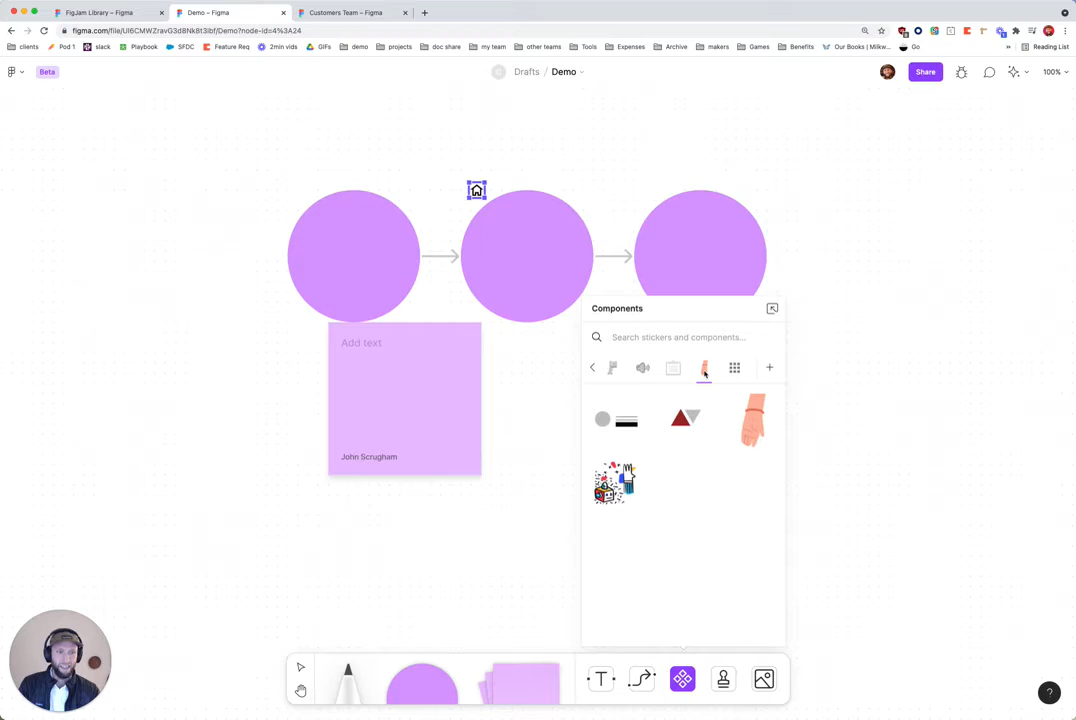 FigJam Library – Figma
Demo – Figma
Customers Team – Figma
figma.com/file/UI6CMWZravG3d8Nk8t3ibf/Demo?node-id=4%3A24
clients
Pod 1
slack
Playbook
SFDC
Feature Req
2min vids
GIFs
demo
projects
doc share
my team
other teams
Tools
Expenses
Archive
makers
Games
Benefits
Our Books | Milkw...
Go
»
Reading List
Beta
C
Drafts / Demo
Share
100%
Components
Search stickers and components...
Add text
John Scrugham
T
?